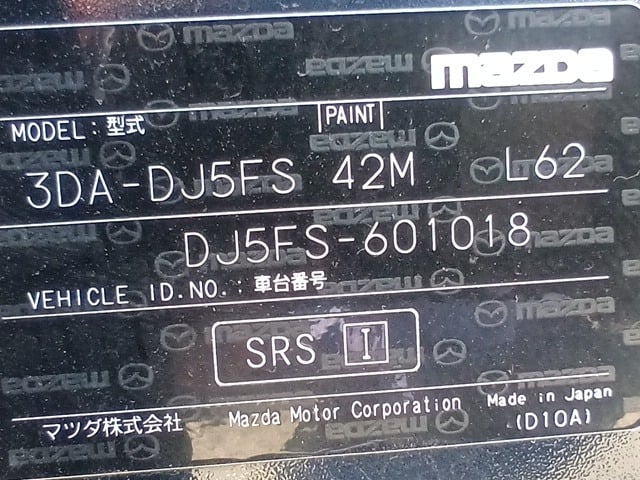 mazda
MODEL : 型式 PAINT
3DA-DJ5FS 42M L62
DJ5FS-601018
VEHICLE ID.NO. : 車台番号
SRS I
マツダ株式会社 Mazda Motor Corporation Made in Japan
(D10A)